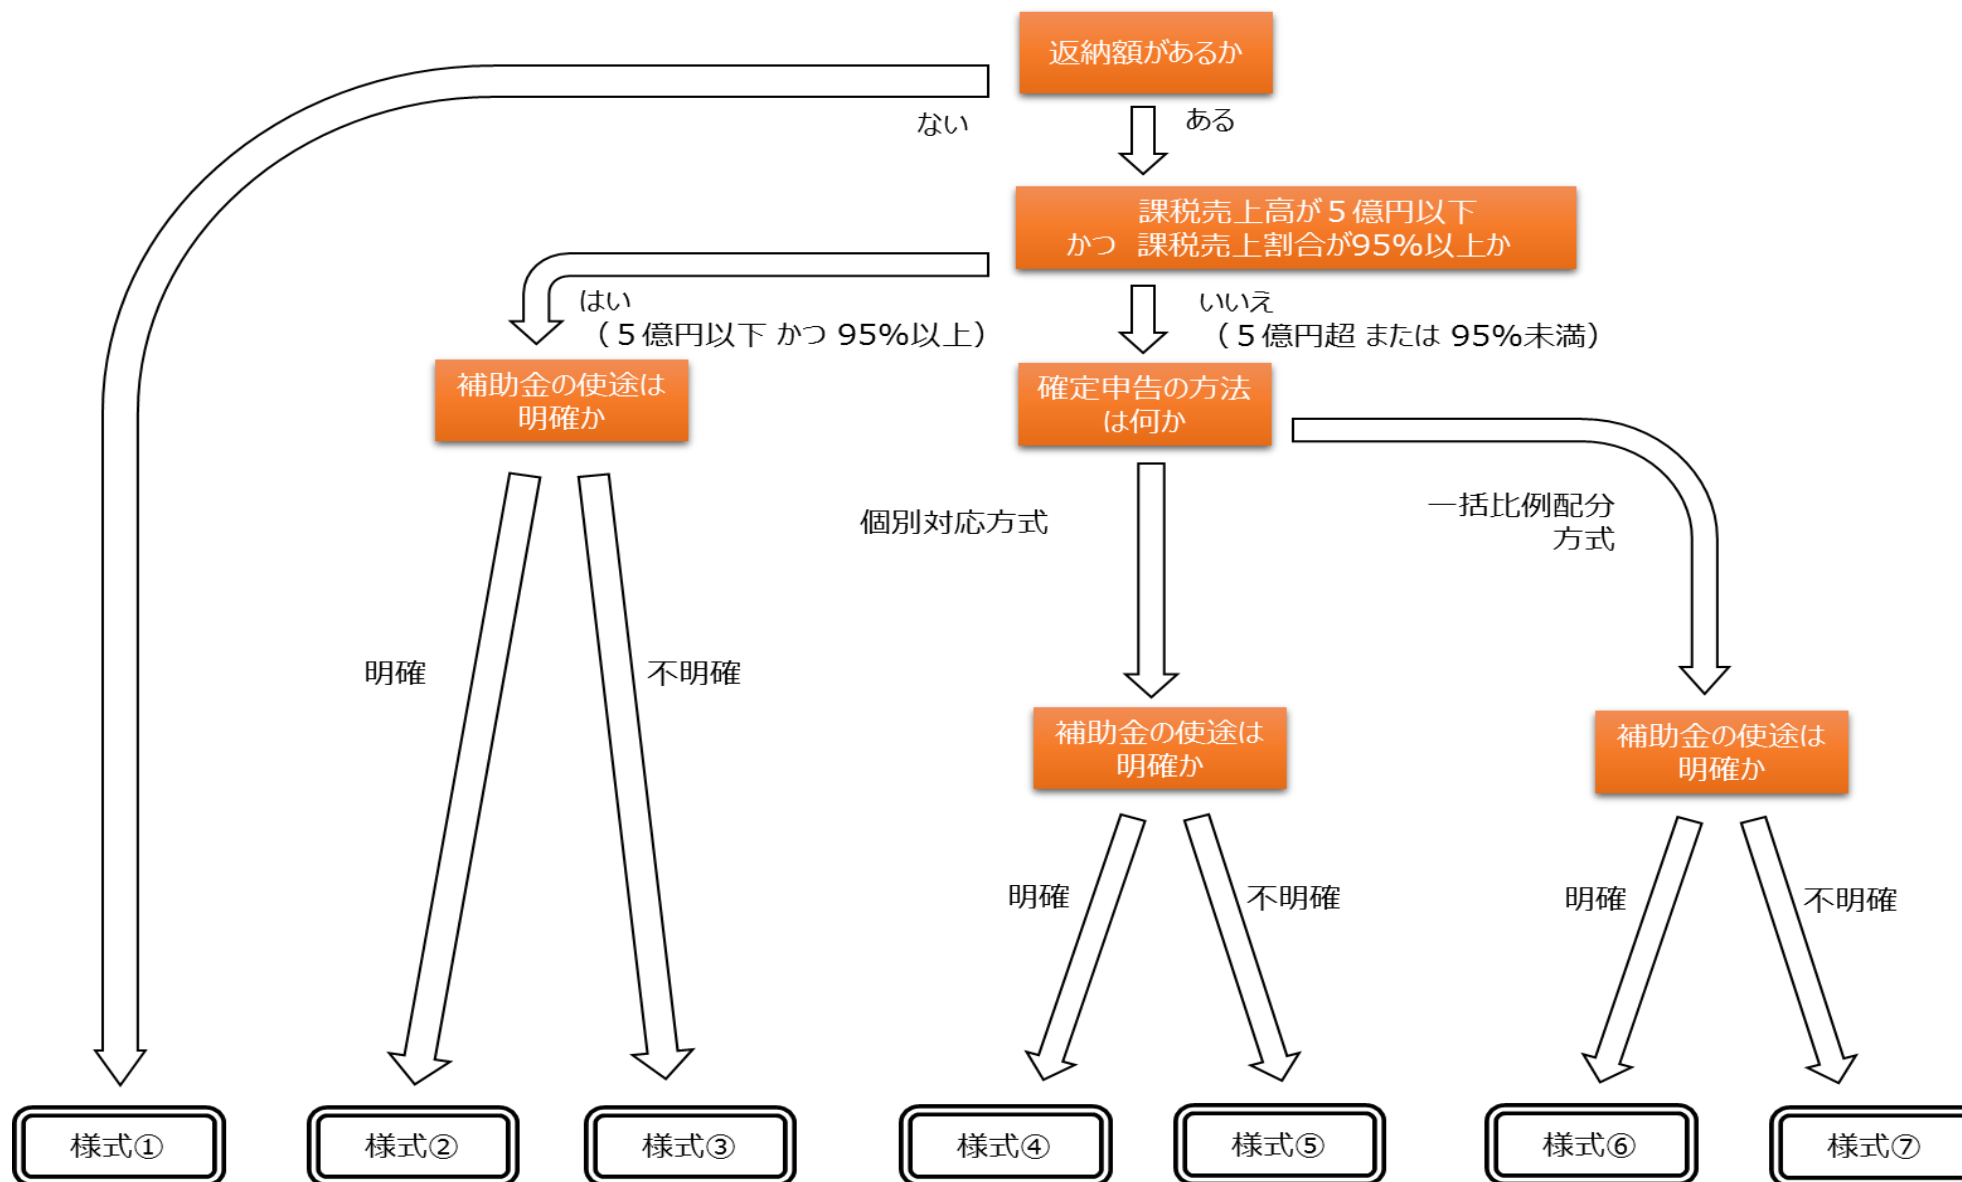 返納額があるか
ない
ある
課税売上高が５億円以下
かつ 課税売上割合が95%以上か
はい
（５億円以下 かつ 95%以上）
いいえ
（５億円超 または 95%未満）
補助金の使途は
明確か
確定申告の方法
は何か
個別対応方式
一括比例配分
方式
明確
不明確
補助金の使途は
明確か
補助金の使途は
明確か
明確
不明確
明確
不明確
様式①
様式②
様式③
様式④
様式⑤
様式⑥
様式⑦